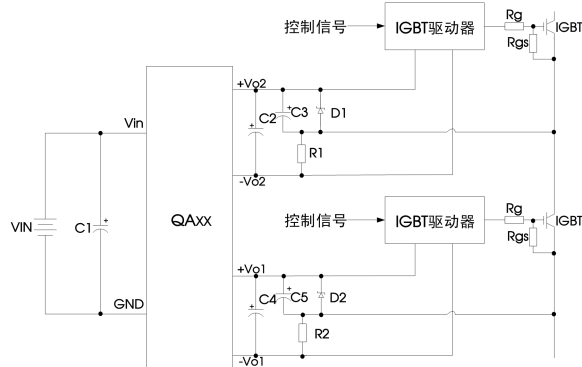 控制信号
IGBT驱动器
Rg
IGBT
Rgs
+Vo2
C2
C3
D1
R1
-Vo2
Vin
VIN
C1
QAxx
GND
控制信号
IGBT驱动器
Rg
IGBT
Rgs
+Vo1
C4
C5
D2
R2
-Vo1